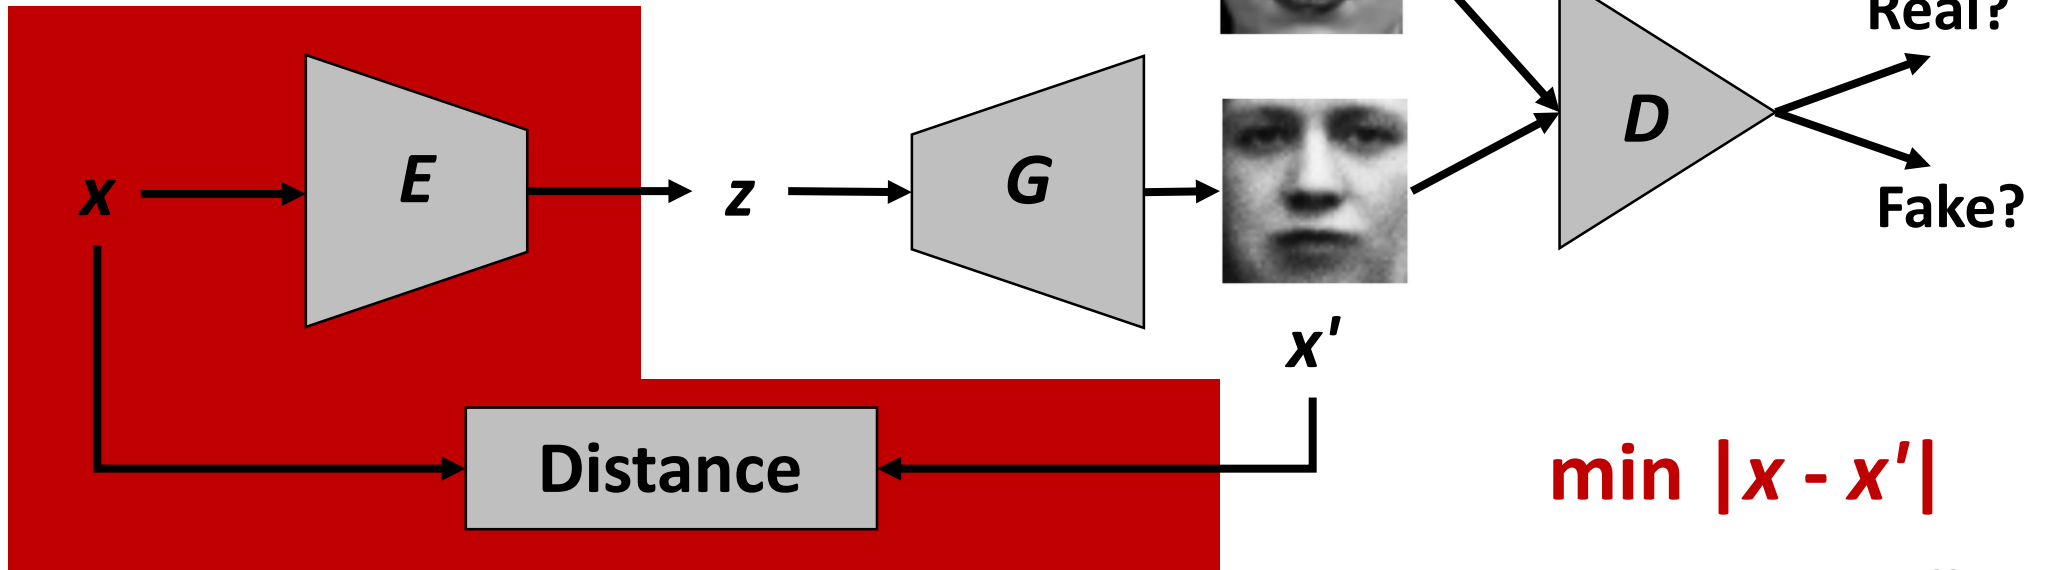 Real?
D
E
G
x
z
Fake?
x'
Distance
min |x - x'|